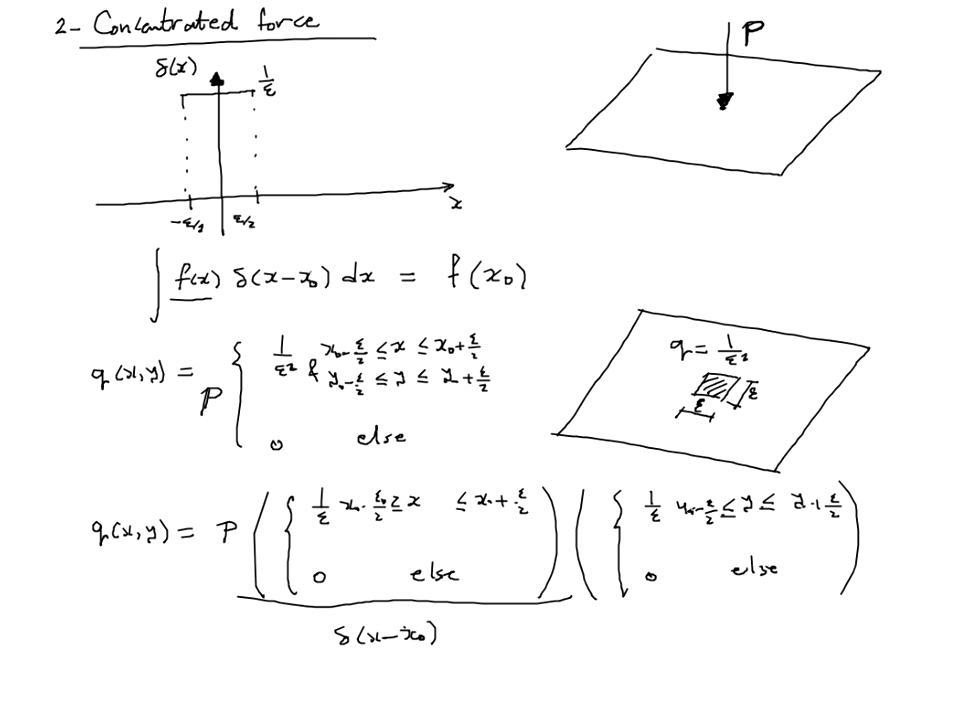 2- Concentrated force
P
δ(x)
1/ε
-ε/2 ε/2 x
∫ f(x) δ(x-x₀) dx = f(x₀)
q(x,y) = P { 1/ε² & x₀-ε/2 ≤ x ≤ x₀+ε/2
y₀-ε/2 ≤ y ≤ y₀+ε/2
0 else
q = 1/ε²
ε
ε
q(x,y) = P ( { 1/ε x₀-ε/2 ≤ x ≤ x₀+ε/2 ) ( { 1/ε y₀-ε/2 ≤ y ≤ y₀+ε/2 )
0 else 0 else
δ(x-x₀)